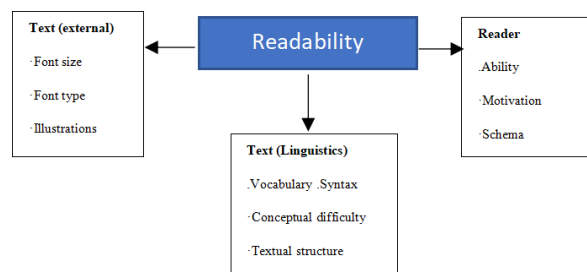 Readability
Text (external)
·Font size
·Font type
·Illustrations
Reader
.Ability
·Motivation
·Schema
Text (Linguistics)
.Vocabulary .Syntax
·Conceptual difficulty
·Textual structure